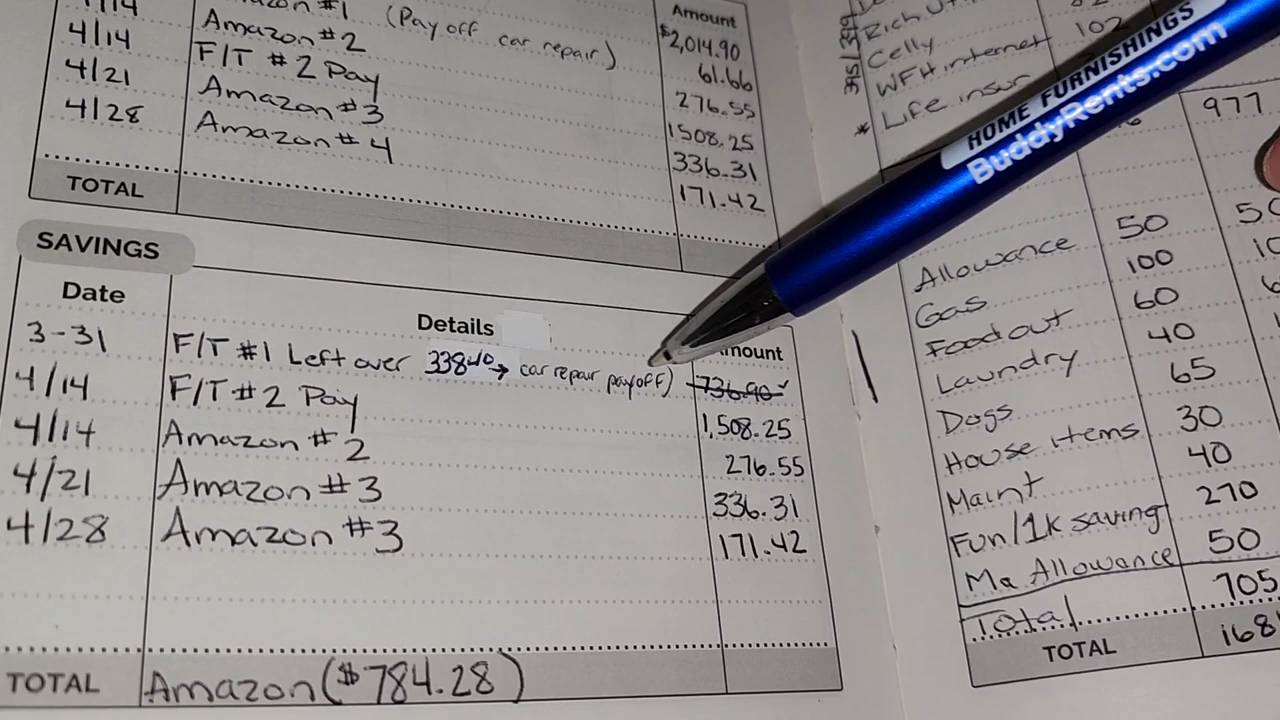 Amount
4/14 Amazon #1 (Pay off car repair) $2,014.90
4/14 Amazon #2 61.66
4/21 F/T #2 Pay 276.55
4/28 Amazon #3 1508.25
Amazon #4 336.31
171.42
TOTAL
SAVINGS
Date Details Amount
3-31 F/T #1 Left over 338.40 → car repair payoff) 736.90
4/14 F/T #2 Pay 1,508.25
4/14 Amazon #2 276.55
4/21 Amazon #3 336.31
4/28 Amazon #3 171.42
TOTAL Amazon ($784.28)
HOME FURNISHINGS
BuddyRents.com
Celly
WFH internet 102
* Life insur
977
Allowance 50
Gas 100
Food out 60
Laundry 40
Dogs 65
House items 30
Maint 40
Fun/1k saving 270
Ma Allowance 50
Total 705
TOTAL 168